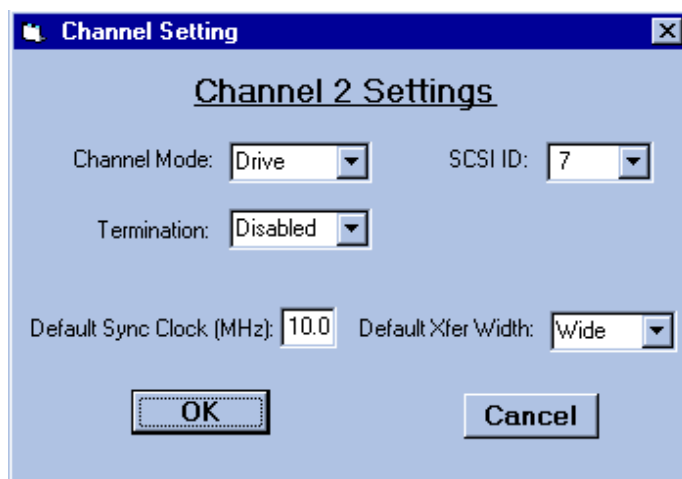 Channel Setting
Channel 2 Settings
Channel Mode: Drive SCSI ID: 7
Termination: Disabled
Default Sync Clock (MHz): 10.0 Default Xfer Width: Wide
OK Cancel